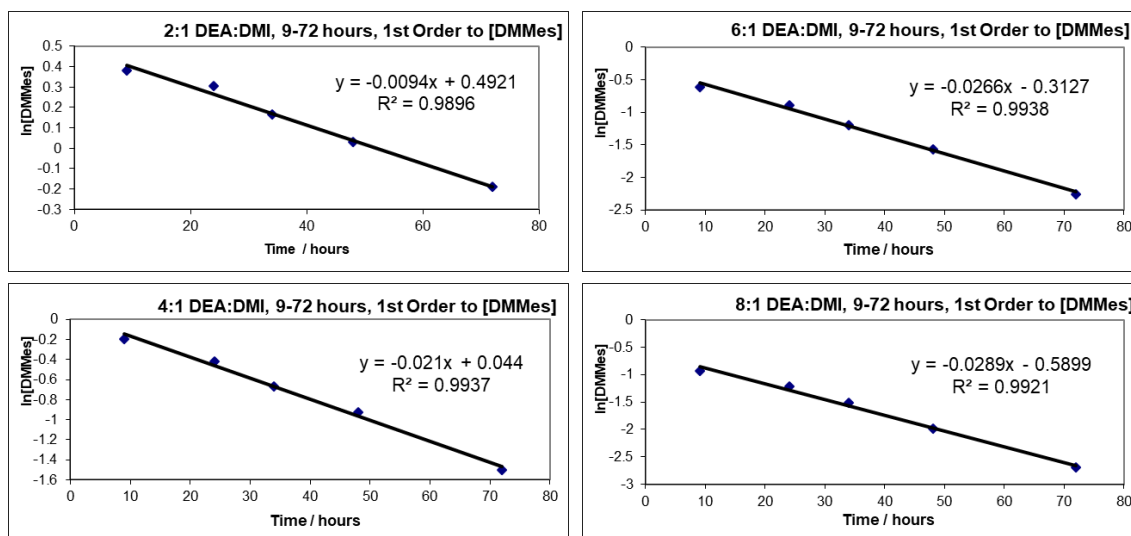 2:1 DEA:DMI, 9-72 hours, 1st Order to [DMMes]
ln[DMMes]
0.5
0.4
0.3
0.2
0.1
0
-0.1
-0.2
-0.3
y = -0.0094x + 0.4921
R² = 0.9896
0 20 40 60 80
Time / hours
6:1 DEA:DMI, 9-72 hours, 1st Order to [DMMes]
ln[DMMes]
0
-0.5
-1
-1.5
-2
-2.5
y = -0.0266x - 0.3127
R² = 0.9938
0 10 20 30 40 50 60 70 80
Time / hours
4:1 DEA:DMI, 9-72 hours, 1st Order to [DMMes]
ln[DMMes]
0
-0.2
-0.4
-0.6
-0.8
-1
-1.2
-1.4
-1.6
y = -0.021x + 0.044
R² = 0.9937
0 10 20 30 40 50 60 70 80
Time / hours
8:1 DEA:DMI, 9-72 hours, 1st Order to [DMMes]
ln[DMMes]
0
-0.5
-1
-1.5
-2
-2.5
-3
y = -0.0289x - 0.5899
R² = 0.9921
0 10 20 30 40 50 60 70 80
Time / hours